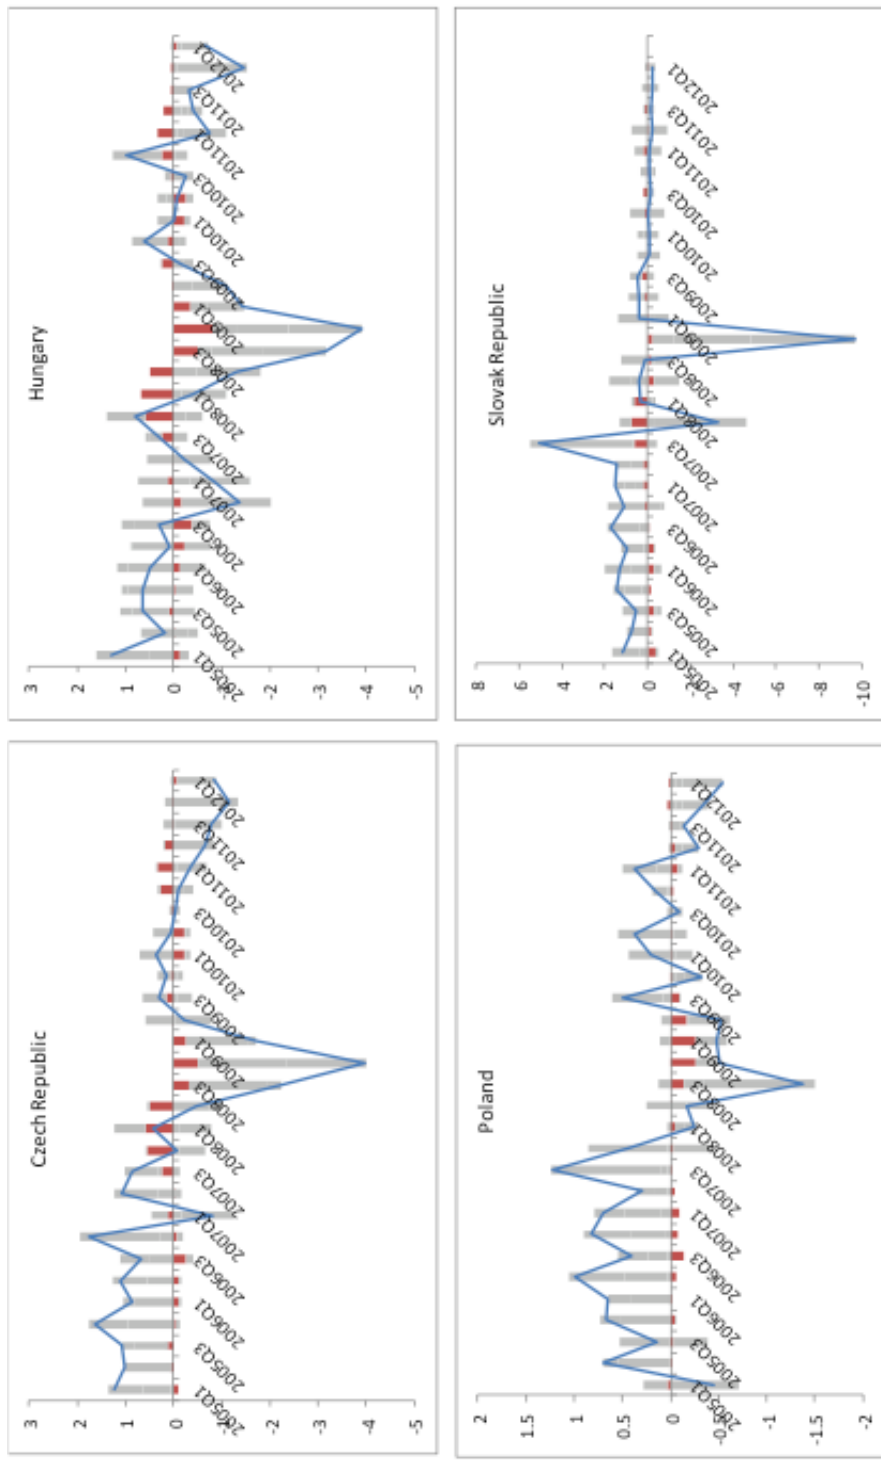 Czech Republic
3
2
1
0
-1
-2
-3
-4
-5
2005Q1
2005Q3
2006Q1
2006Q3
2007Q1
2007Q3
2008Q1
2008Q3
2009Q1
2009Q3
2010Q1
2010Q3
2011Q1
2011Q3
2012Q1
Hungary
3
2
1
0
-1
-2
-3
-4
-5
2005Q1
2005Q3
2006Q1
2006Q3
2007Q1
2007Q3
2008Q1
2008Q3
2009Q1
2009Q3
2010Q1
2010Q3
2011Q1
2011Q3
2012Q1
Poland
2
1.5
1
0.5
0
-0.5
-1
-1.5
-2
2005Q1
2005Q3
2006Q1
2006Q3
2007Q1
2007Q3
2008Q1
2008Q3
2009Q1
2009Q3
2010Q1
2010Q3
2011Q1
2011Q3
2012Q1
Slovak Republic
8
6
4
2
0
-2
-4
-6
-8
-10
2005Q1
2005Q3
2006Q1
2006Q3
2007Q1
2007Q3
2008Q1
2008Q3
2009Q1
2009Q3
2010Q1
2010Q3
2011Q1
2011Q3
2012Q1